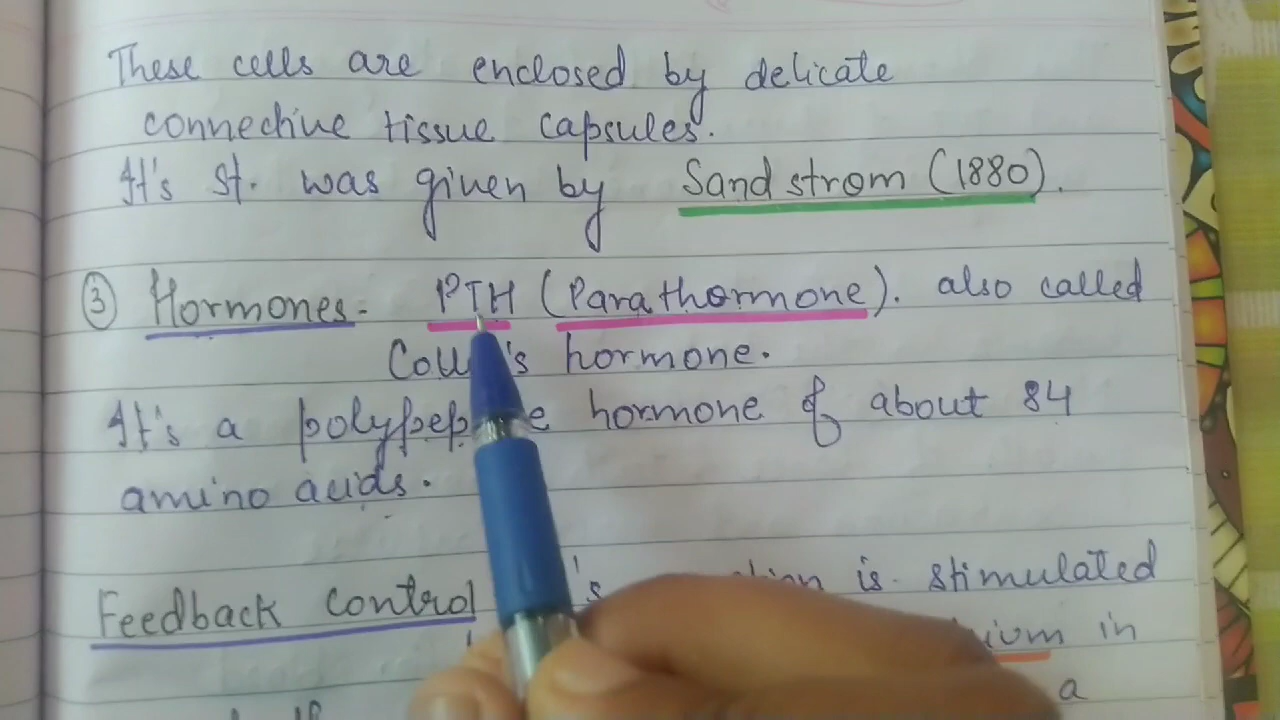 These cells are enclosed by delicate
connective tissue capsules.
It's st. was given by Sandstrom (1880).
③ Hormones - PTH (Parathormone). also called
hormone.
It's a hormone of about 84
amino acids.
Feedback control is stimulated
in
a